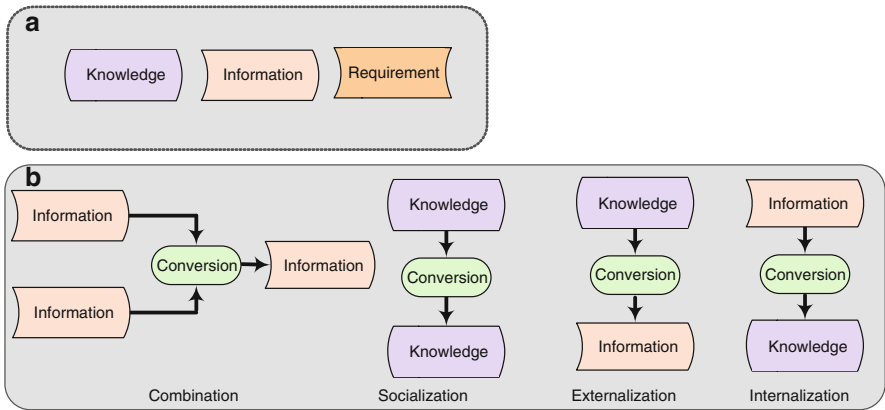 a
Knowledge
Information
Requirement
b
Information
Conversion
Information
Information
Combination
Knowledge
Conversion
Knowledge
Socialization
Knowledge
Conversion
Information
Externalization
Information
Conversion
Knowledge
Internalization